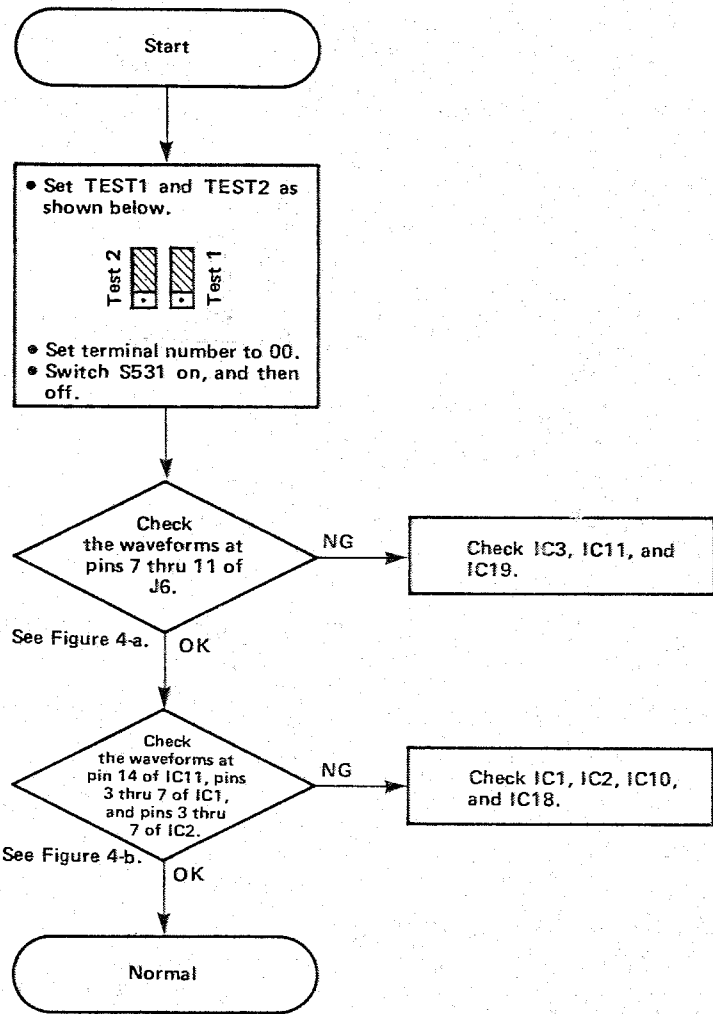 Start
• Set TEST1 and TEST2 as
shown below.
Test 2
Test 1
• Set terminal number to 00.
• Switch S531 on, and then
off.
Check
the waveforms at
pins 7 thru 11 of
J6.
NG
Check IC3, IC11, and
IC19.
See Figure 4-a.
OK
Check
the waveforms at
pin 14 of IC11, pins
3 thru 7 of IC1,
and pins 3 thru
7 of IC2.
NG
Check IC1, IC2, IC10,
and IC18.
See Figure 4-b.
OK
Normal